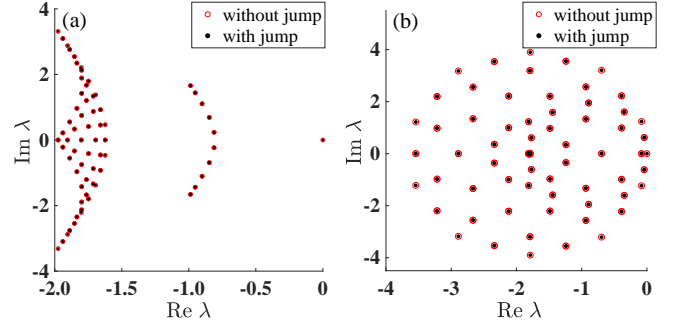 (a)
without jump
with jump
4
2
0
-2
-4
Im λ
-2.0
-1.5
-1.0
-0.5
0
Re λ
(b)
without jump
with jump
4
2
0
-2
-4
Im λ
-4
-3
-2
-1
0
Re λ